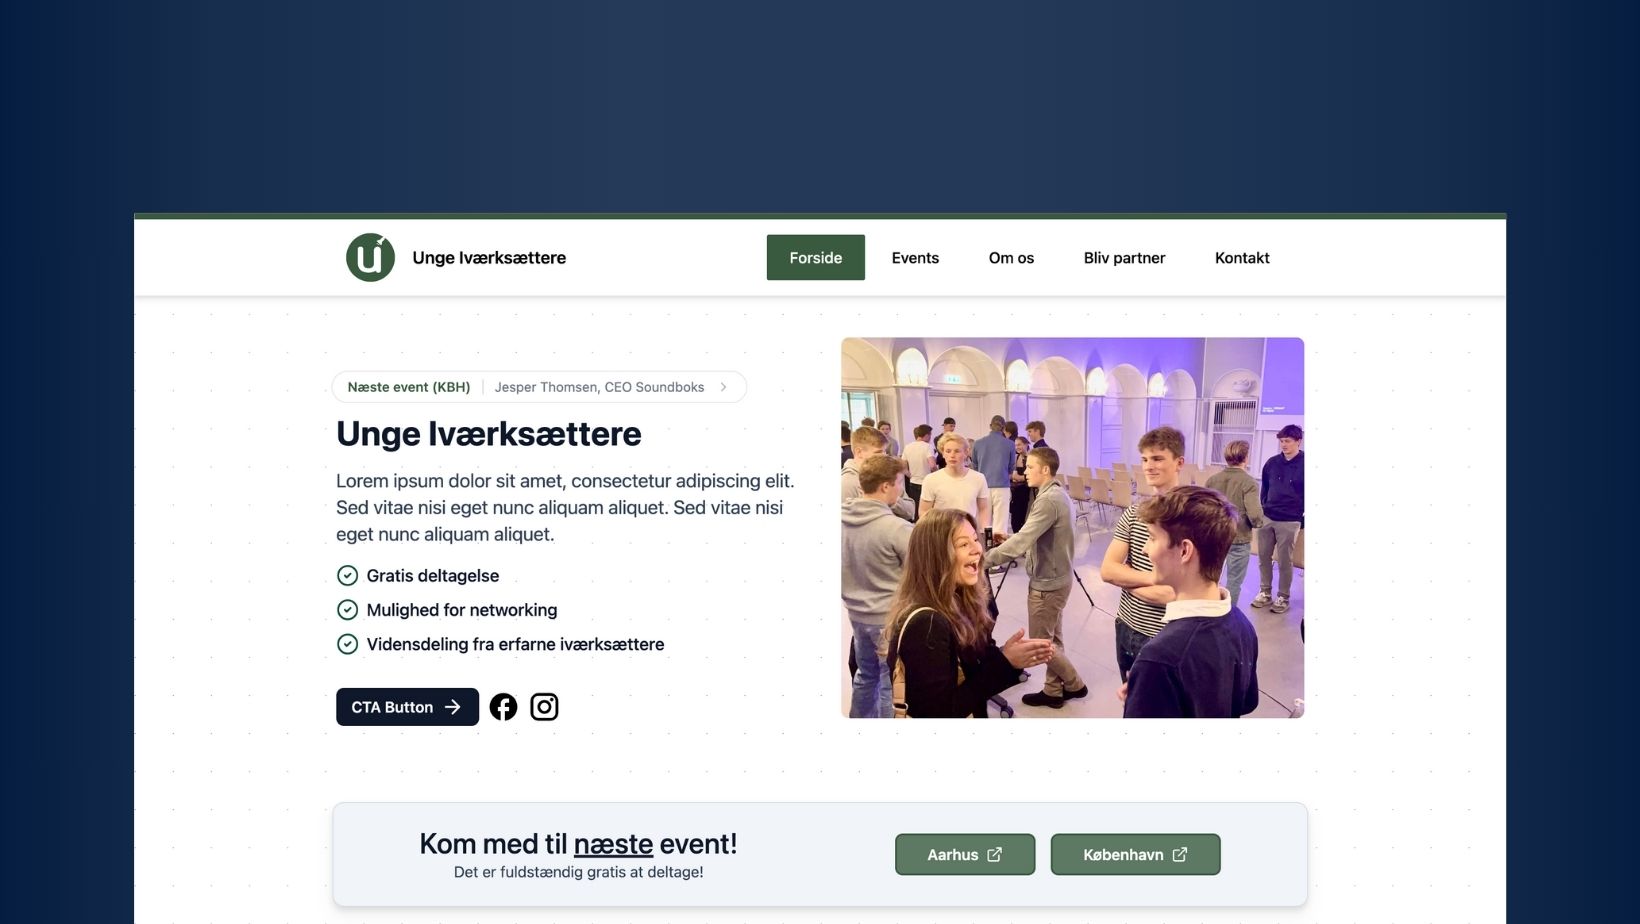 u
Unge Iværksættere
Forside
Events
Om os
Bliv partner
Kontakt
Næste event (KBH)
Jesper Thomsen, CEO Soundboks
Unge Iværksættere
Lorem ipsum dolor sit amet, consectetur adipiscing elit.
Sed vitae nisi eget nunc aliquam aliquet. Sed vitae nisi
eget nunc aliquam aliquet.
Gratis deltagelse
Mulighed for networking
Vidensdeling fra erfarne iværksættere
CTA Button
Kom med til næste event!
Det er fuldstændig gratis at deltage!
Aarhus
København